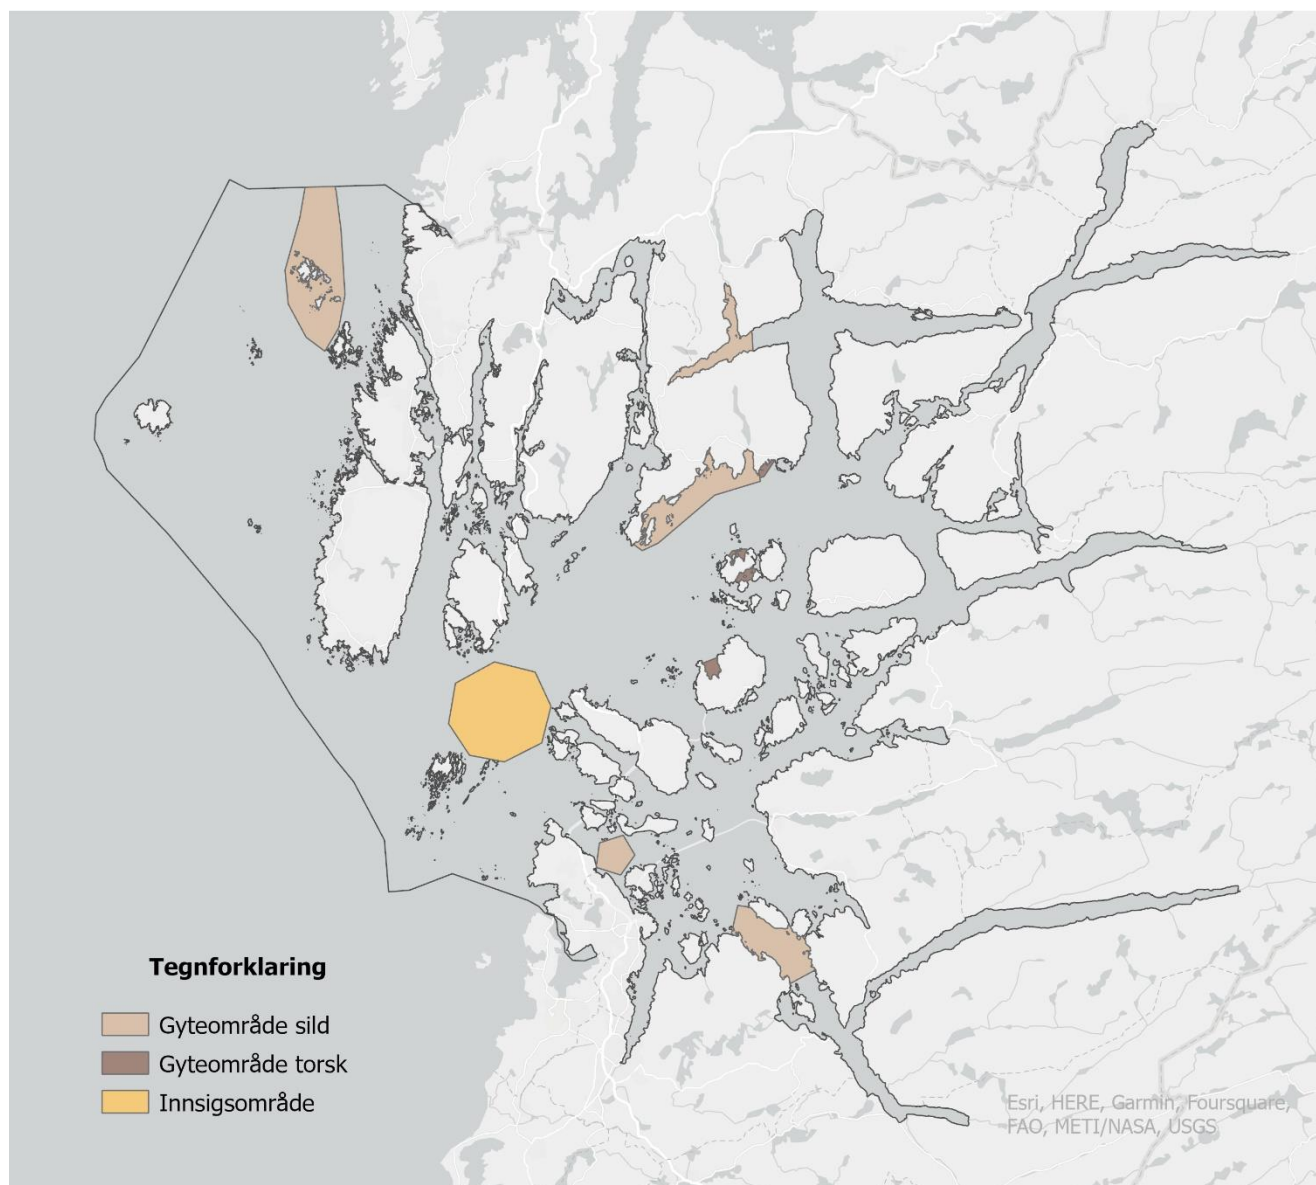 Tegnforklaring
Gyteområde sild
Gyteområde torsk
Innsigsområde
Esri, HERE, Garmin, Foursquare,
FAO, METI/NASA, USGS